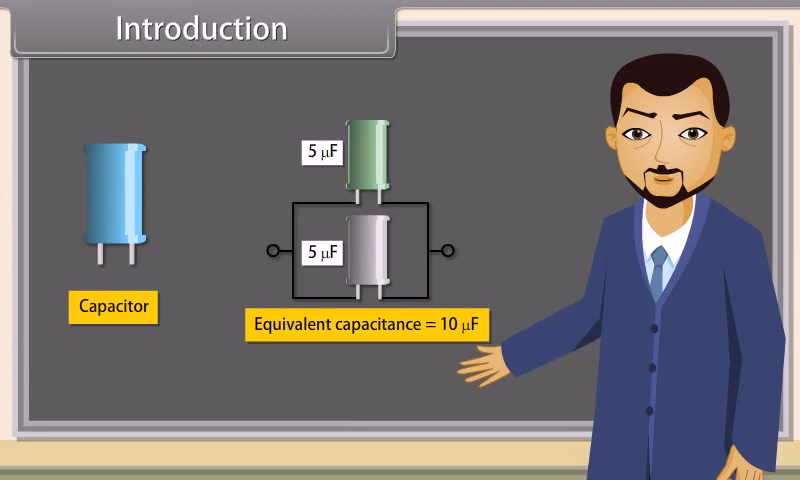 Introduction
5 μF
5 μF
Capacitor
Equivalent capacitance = 10 μF